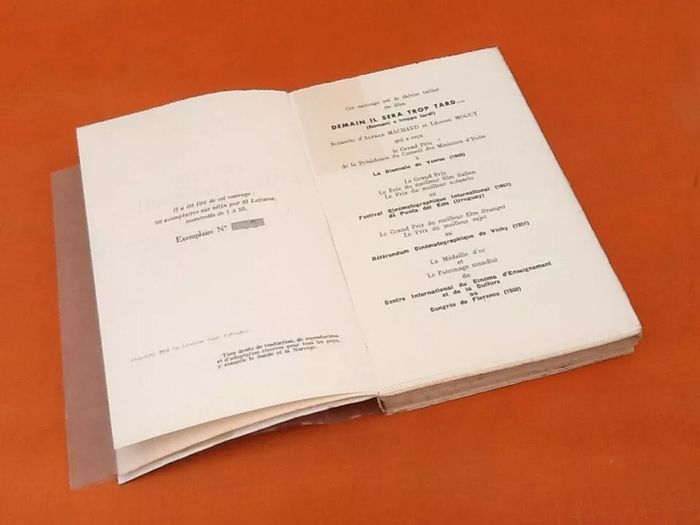 Il a été tiré de cet ouvrage
50 exemplaires sur vélin pur fil Lafuma,
numérotés de 1 à 50.
Exemplaire N°
Tous droits de traduction, de reproduction
et d'adaptation réservés pour tous les pays,
y compris la Suède et la Norvège.
Cet ouvrage est la thèse initiale
du film
DEMAIN IL SERA TROP TARD...
(Domani è troppo tardi)
Scénario d'Alfred MACHARD et Léonide MOGUY
qui a reçu
le Grand Prix
de la Présidence du Conseil des Ministres d'Italie
à
La Biennale de Venise (1950)
Le Grand Prix
Le Prix du meilleur film italien
Le Prix du meilleur scénario
au
Festival Cinématographique International (1951)
de Punta del Este (Uruguay)
Le Grand Prix du meilleur film étranger
Le Prix du meilleur sujet
au
Référendum Cinématographique de Vichy (1951)
La Médaille d'or
et
Le Patronage mondial
du
Centre International du Cinéma d'Enseignement
et de la Culture
au
Congrès de Florence (1950)